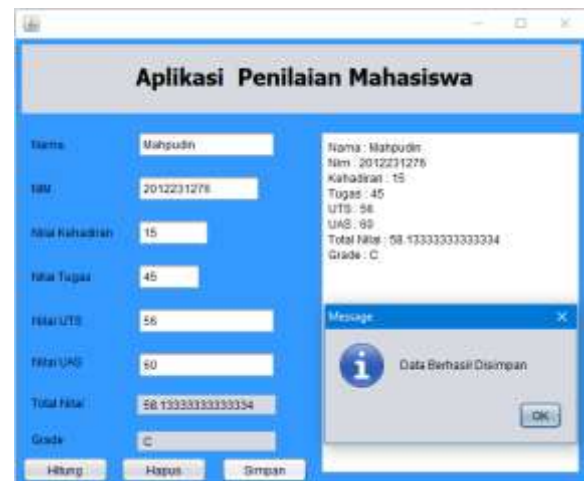 Aplikasi Penilaian Mahasiswa
Nama
Mahpudin
NIM
2012231276
Nilai Kehadiran
15
Nilai Tugas
45
Nilai UTS
56
Nilai UAS
60
Total Nilai
58.13333333333334
Grade
C
Hitung
Hapus
Simpan
Nama : Mahpudin
Nim : 2012231276
Kahadiran : 15
Tugas : 45
UTS : 56
UAS : 60
Total Nilai : 58.13333333333334
Grade : C
Message
Data Berhasil Disimpan
OK